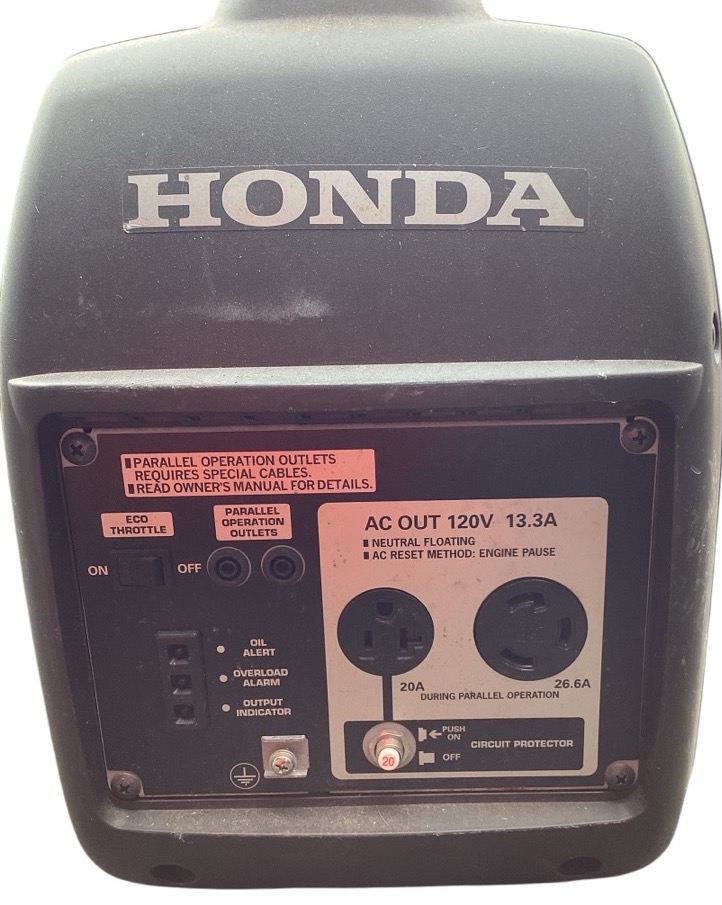 HONDA
PARALLEL OPERATION OUTLETS
REQUIRES SPECIAL CABLES.
READ OWNER'S MANUAL FOR DETAILS.
ECO
THROTTLE
ON
OFF
PARALLEL
OPERATION
OUTLETS
AC OUT 120V 13.3A
NEUTRAL FLOATING
AC RESET METHOD: ENGINE PAUSE
OIL
ALERT
OVERLOAD
ALARM
OUTPUT
INDICATOR
20A
26.6A
DURING PARALLEL OPERATION
20
PUSH
ON
OFF
CIRCUIT PROTECTOR